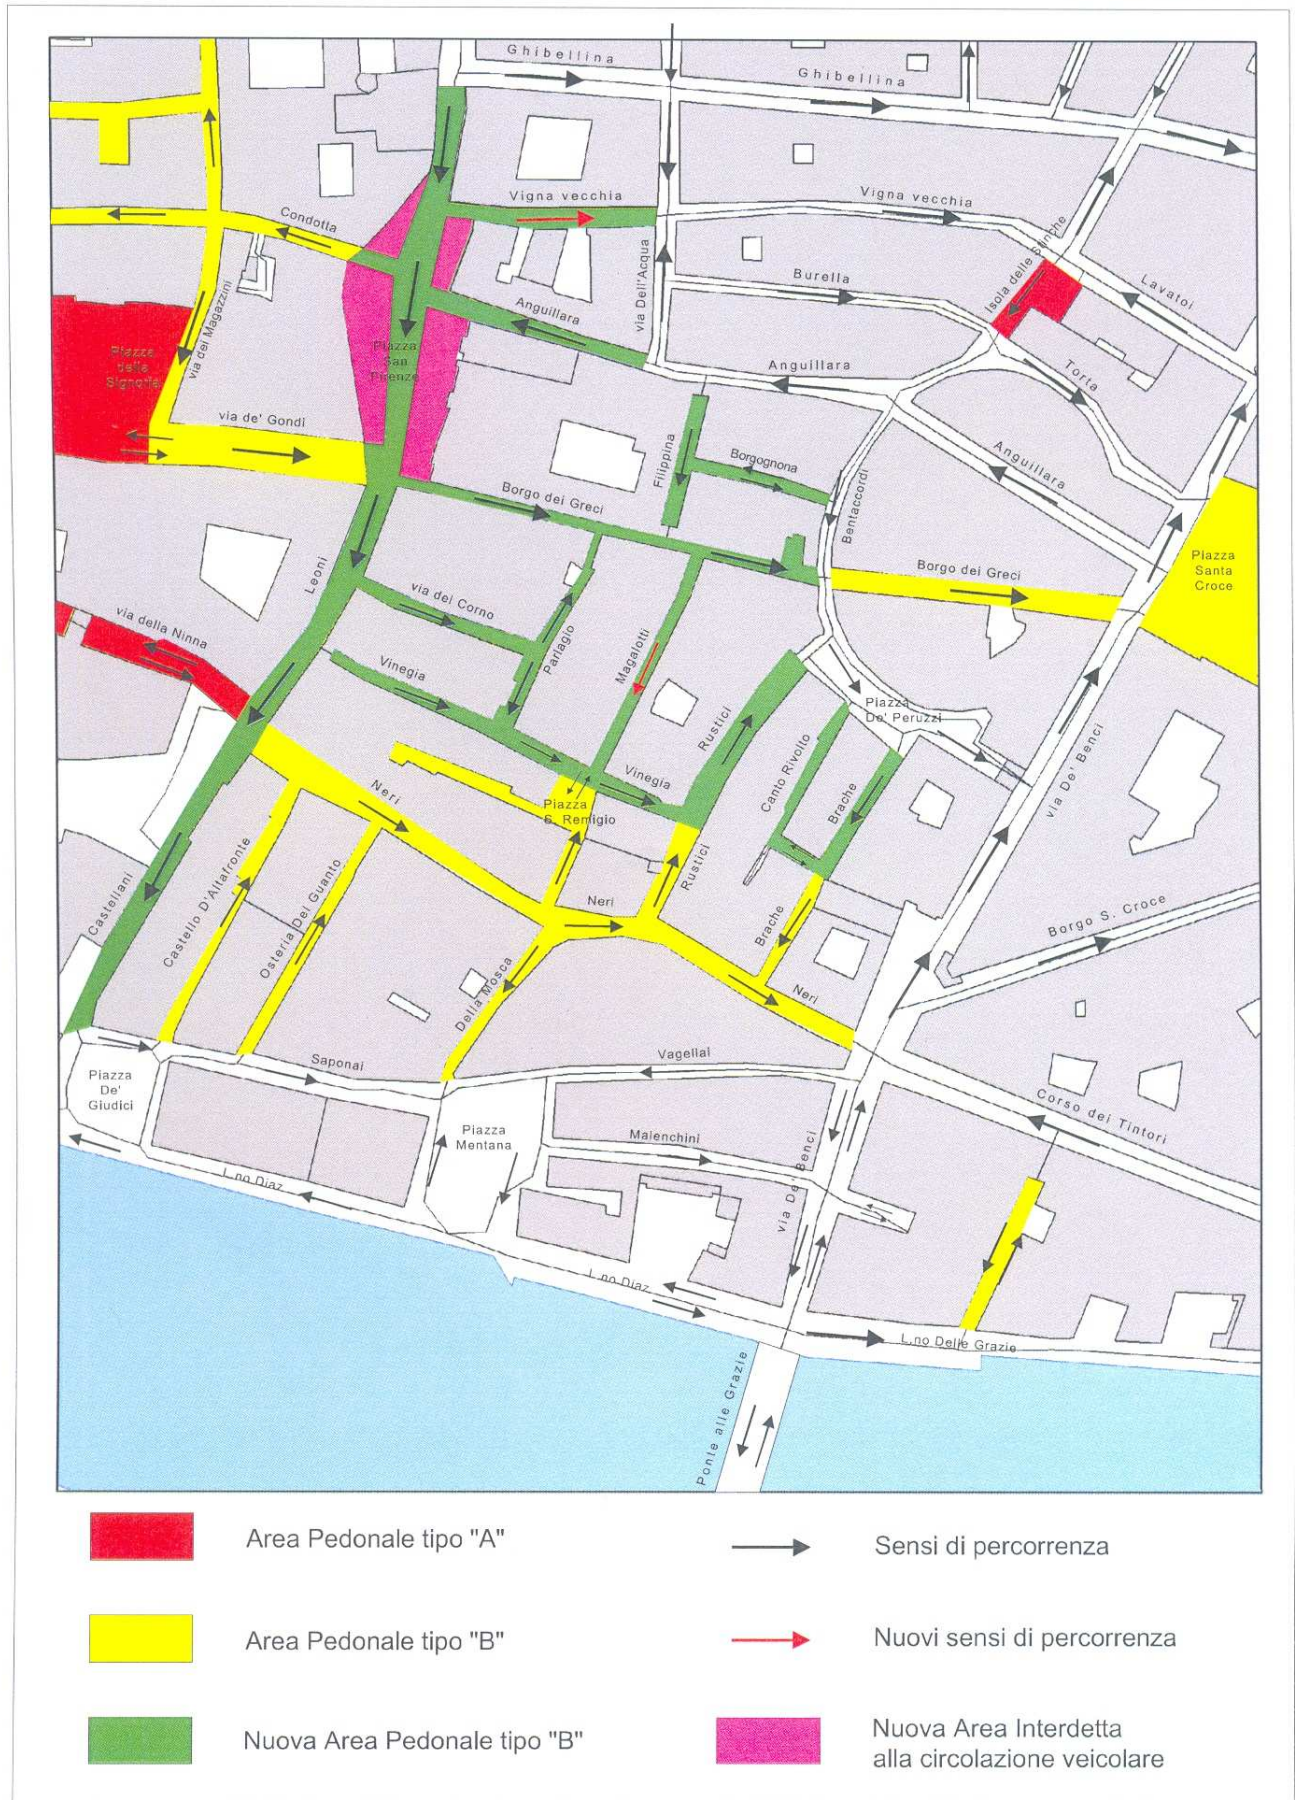 Ghibellina
Ghibellina
Vigna vecchia
Vigna vecchia
Condotta
via Dell'Acqua
Isola delle Stinche
Burella
Lavatoi
via dei Magazzini
Anguillara
Piazza
della
Signoria
Piazza
San
Firenze
Anguillara
Torta
via de' Gondi
Filippina
Borgognona
Anguillara
Borgo dei Greci
Bentaccordi
Piazza
Santa
Croce
Leoni
Borgo dei Greci
via dei Corno
via della Ninna
Parlagio
Magalotti
Vinegia
Piazza
De' Peruzzi
Rustici
Canto Rivolto
via De' Benci
Neri
Vinegia
Brache
Piazza
S. Remigio
Castellani
Castello D'Altafronte
Osteria Del Guanto
Rustici
Neri
Brache
Borgo S. Croce
Della Mosca
Neri
Saponai
Vagellai
Piazza
De'
Giudici
Corso dei Tintori
Piazza
Mentana
Malenchini
via De' Benci
L.no Diaz
L.no Diaz
L.no Delle Grazie
Ponte alle Grazie
Area Pedonale tipo "A"
Sensi di percorrenza
Area Pedonale tipo "B"
Nuovi sensi di percorrenza
Nuova Area Pedonale tipo "B"
Nuova Area Interdetta
alla circolazione veicolare